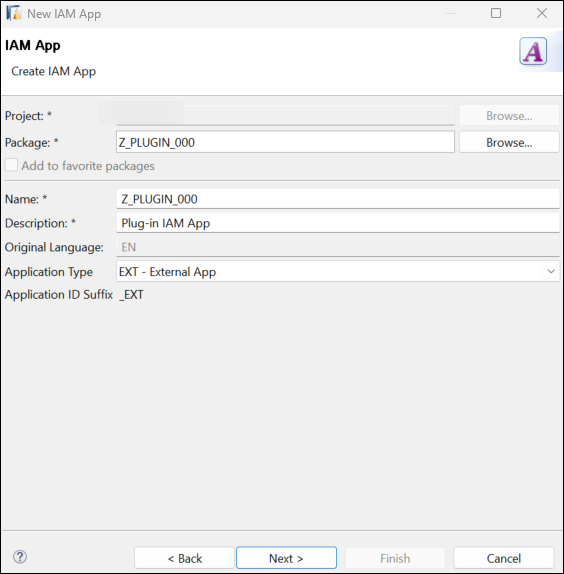 New IAM App
IAM App
Create IAM App
A
Project: *
Browse...
Package: * Z_PLUGIN_000 Browse...
Add to favorite packages
Name: * Z_PLUGIN_000
Description: * Plug-in IAM App
Original Language: EN
Application Type EXT - External App
Application ID Suffix _EXT
? < Back Next > Finish Cancel